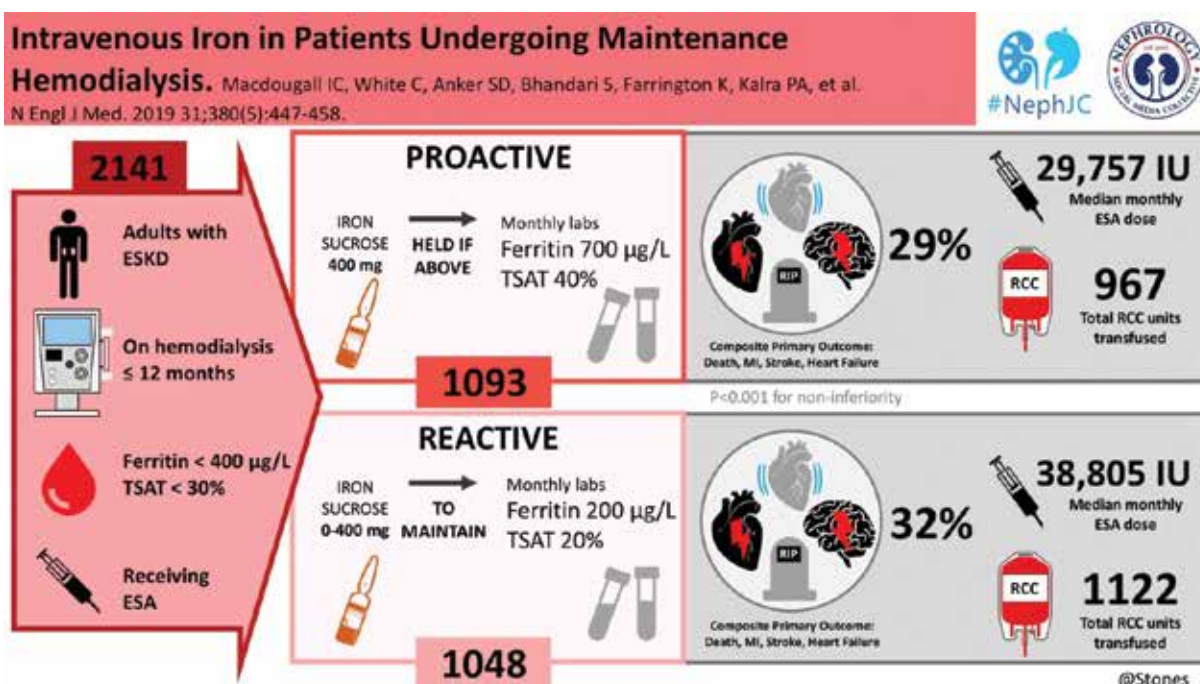 Intravenous Iron in Patients Undergoing Maintenance
Hemodialysis. Macdougall IC, White C, Anker SD, Bhandari S, Farrington K, Kalra PA, et al.
N Engl J Med. 2019 31;380(5):447-458.
#NephJC
NEPHROLOGY
SOCIAL MEDIA COLLECTIVE
2141
Adults with
ESKD
On hemodialysis
≤ 12 months
Ferritin < 400 µg/L
TSAT < 30%
Receiving
ESA
PROACTIVE
IRON
SUCROSE
400 mg
HELD IF
ABOVE
Monthly labs
Ferritin 700 µg/L
TSAT 40%
1093
RIP
Composite Primary Outcome:
Death, MI, Stroke, Heart Failure
29%
29,757 IU
Median monthly
ESA dose
RCC
967
Total RCC units
transfused
P<0.001 for non-inferiority
REACTIVE
IRON
SUCROSE
0-400 mg
TO
MAINTAIN
Monthly labs
Ferritin 200 µg/L
TSAT 20%
1048
RIP
Composite Primary Outcome:
Death, MI, Stroke, Heart Failure
32%
38,805 IU
Median monthly
ESA dose
RCC
1122
Total RCC units
transfused
@Stones